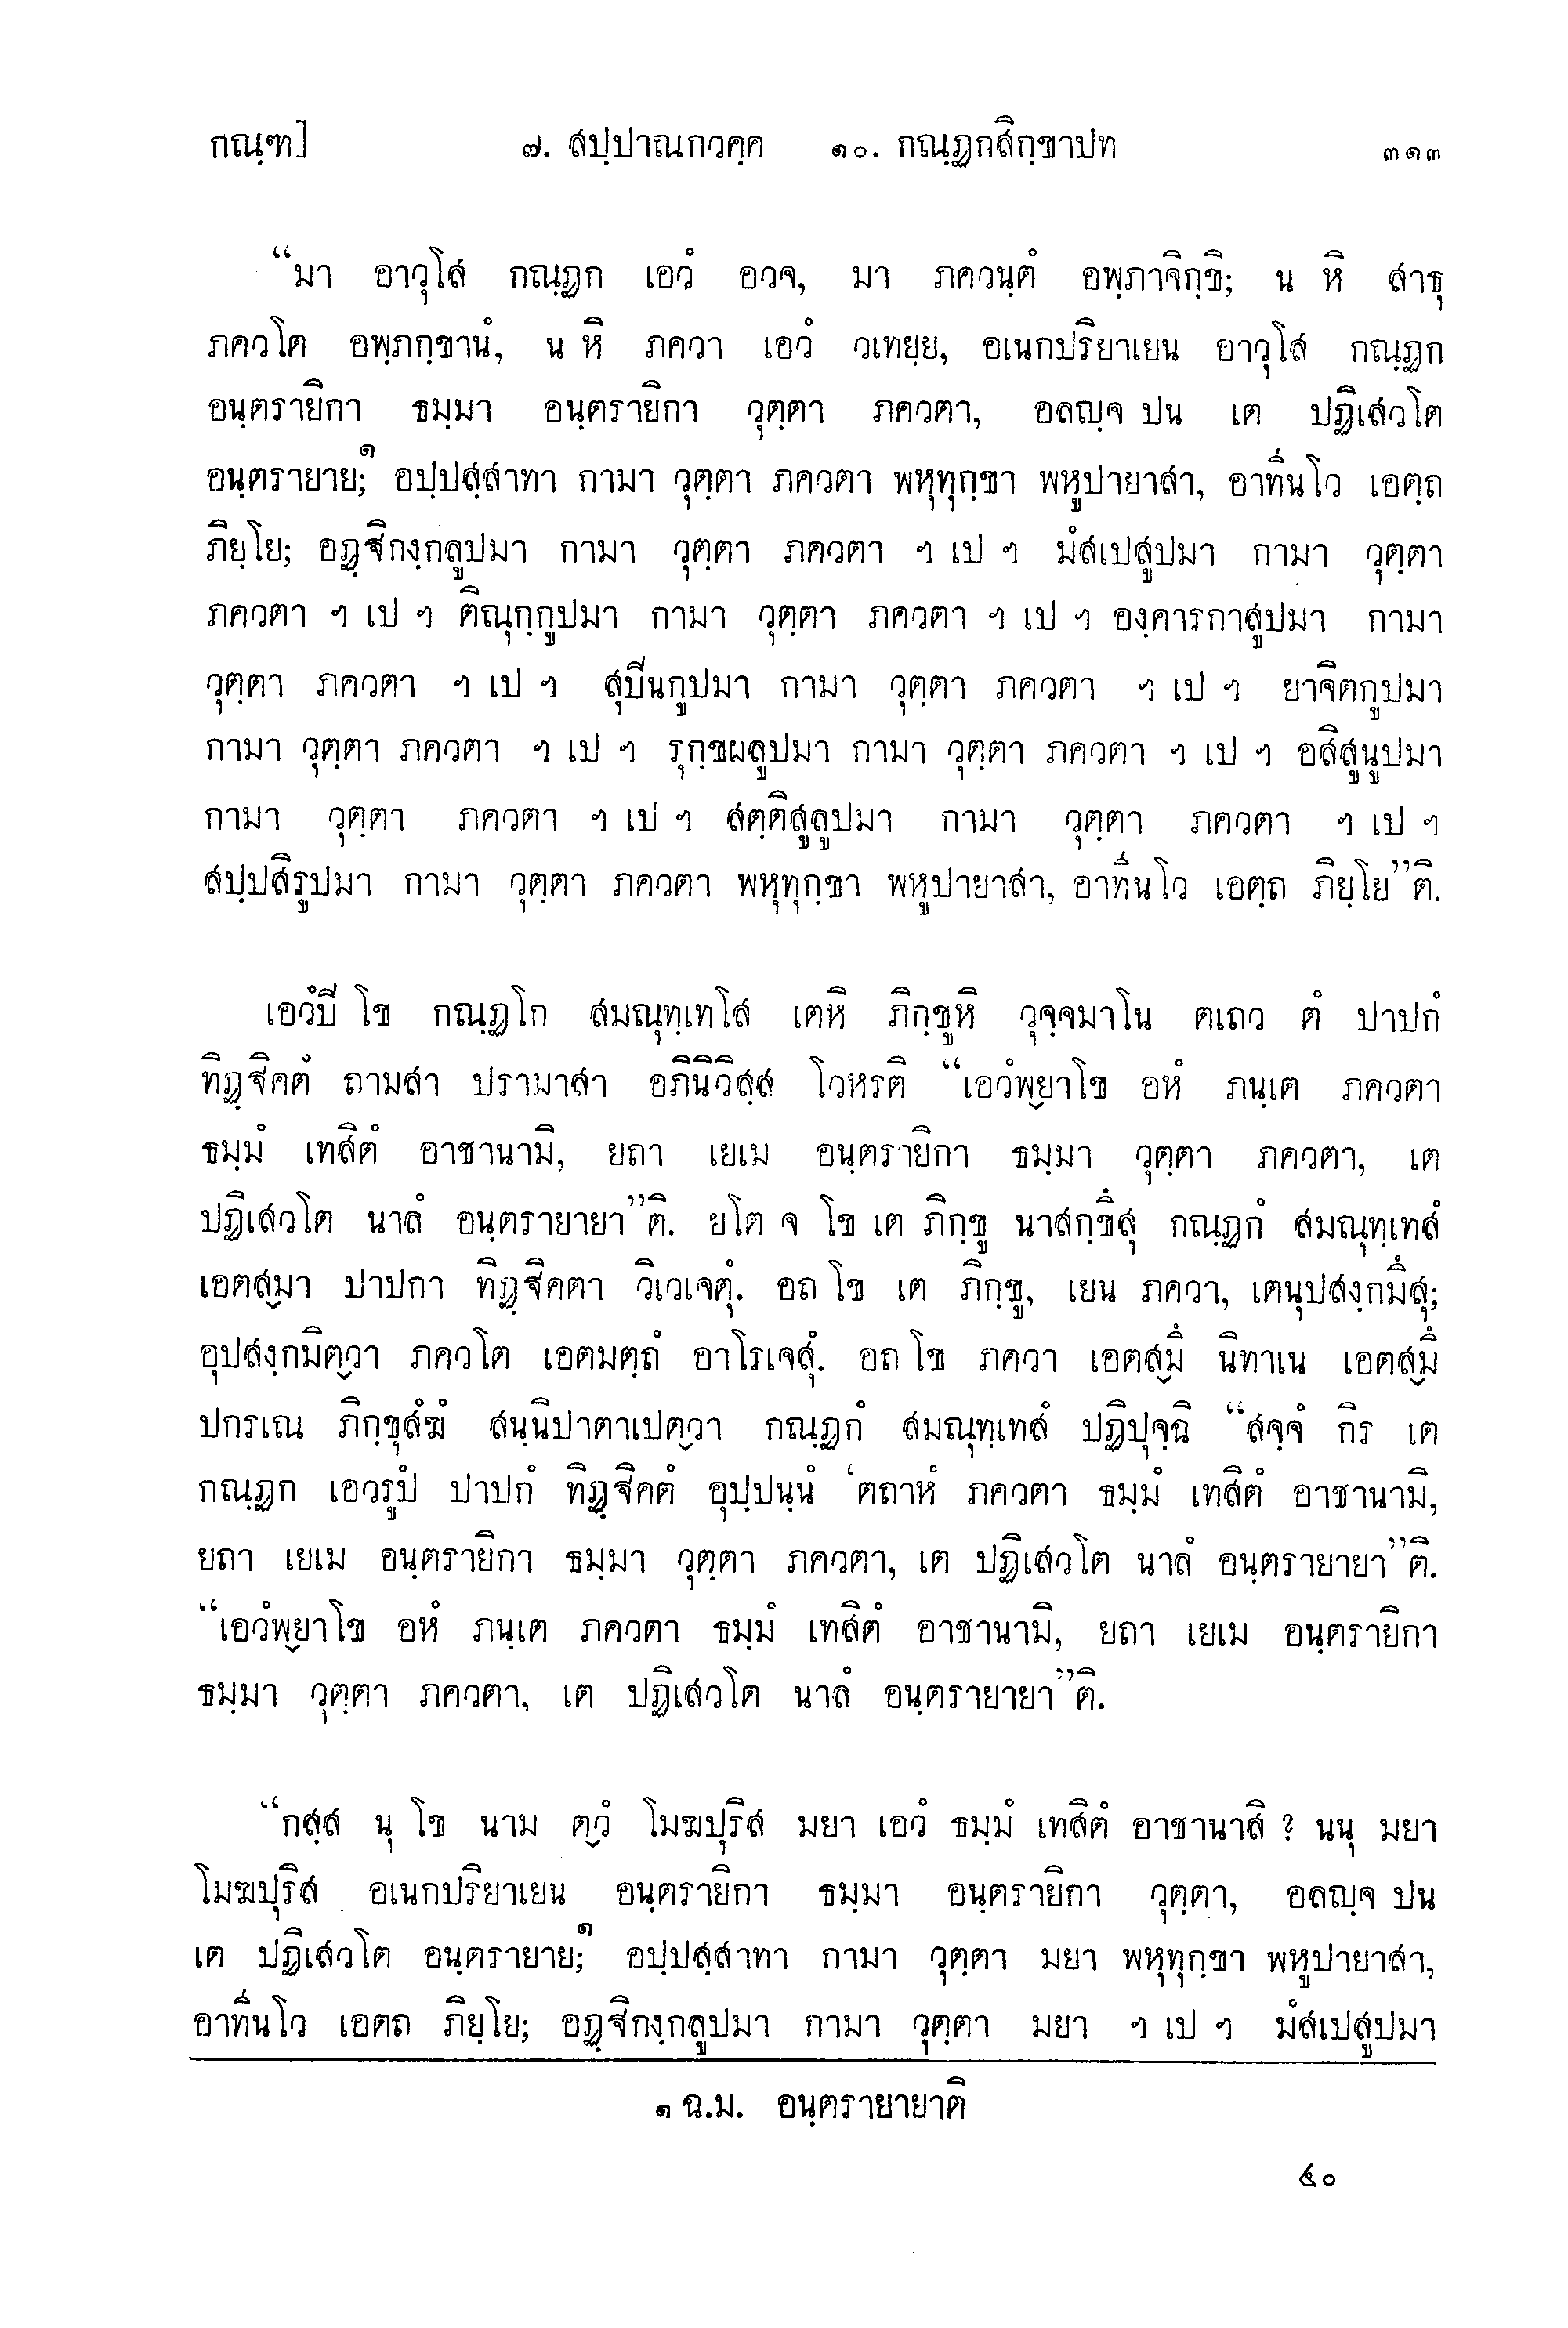 กณฺฑ] ๗. สปฺปาณกวคฺค ๑๐. กณฺฏกสิกฺขาปท ๓๑๓
“มา อาวุโส กณฺฏก เอวํ อวจ, มา ภควนฺตํ อพฺภาจิกฺขิ; น หิ สาธุ
ภควโต อพฺภกฺขานํ, น หิ ภควา เอวํ วเทยฺย, อเนกปริยาเยน อาวุโส กณฺฏก
อนฺตรายิกา ธมฺมา อนฺตรายิกา วุตฺตา ภควตา, อลญฺจ ปน เต ปฏิเสวโต
อนฺตรายาย;๑ อปฺปสฺสาทา กามา วุตฺตา ภควตา พหุทุกฺขา พหูปายาสา, อาทีนโว เอตฺถ
ภิยฺโย; อฏฺฐิกงฺกลูปมา กามา วุตฺตา ภควตา ฯ เป ฯ มํสเปสูปมา กามา วุตฺตา
ภควตา ฯ เป ฯ ติณุกฺกูปมา กามา วุตฺตา ภควตา ฯ เป ฯ องฺคารกาสูปมา กามา
วุตฺตา ภควตา ฯ เป ฯ สุปินกูปมา กามา วุตฺตา ภควตา ฯ เป ฯ ยาจิตกูปมา
กามา วุตฺตา ภควตา ฯ เป ฯ รุกฺขผลูปมา กามา วุตฺตา ภควตา ฯ เป ฯ อสิสูนูปมา
กามา วุตฺตา ภควตา ฯ เป ฯ สตฺติสูลูปมา กามา วุตฺตา ภควตา ฯ เป ฯ
สปฺปสิรูปมา กามา วุตฺตา ภควตา พหุทุกฺขา พหูปายาสา, อาทีนโว เอตฺถ ภิยฺโย”ติ.
เอวํปิ โข กณฺฏโก สมณุทฺเทโส เตหิ ภิกฺขูหิ วุจฺจมาโน ตเถว ตํ ปาปกํ
ทิฏฺฐิคตํ ถามสา ปรามาสา อภินิวิสฺส โวหรติ “เอวํพฺยาโข อหํ ภนฺเต ภควตา
ธมฺมํ เทสิตํ อาชานามิ, ยถา เยเม อนฺตรายิกา ธมฺมา วุตฺตา ภควตา, เต
ปฏิเสวโต นาลํ อนฺตรายายา”ติ. ยโต จ โข เต ภิกฺขู นาสกฺขึสุ กณฺฏกํ สมณุทฺเทสํ
เอตสฺมา ปาปกา ทิฏฺฐิคตา วิเวเจตุํ. อถ โข เต ภิกฺขู, เยน ภควา, เตนุปสงฺกมึสุ;
อุปสงฺกมิตฺวา ภควโต เอตมตฺถํ อาโรเจสุํ. อถ โข ภควา เอตสฺมึ นิทาเน เอตสฺมึ
ปกรเณ ภิกฺขุสํฆํ สนฺนิปาตาเปตฺวา กณฺฏกํ สมณุทฺเทสํ ปฏิปุจฺฉิ “สจฺจํ กิร เต
กณฺฏก เอวรูปํ ปาปกํ ทิฏฺฐิคตํ อุปฺปนฺนํ ‘ตถาหํ ภควตา ธมฺมํ เทสิตํ อาชานามิ,
ยถา เยเม อนฺตรายิกา ธมฺมา วุตฺตา ภควตา, เต ปฏิเสวโต นาลํ อนฺตรายายา”ติ.
“เอวํพฺยาโข อหํ ภนฺเต ภควตา ธมฺมํ เทสิตํ อาชานามิ, ยถา เยเม อนฺตรายิกา
ธมฺมา วุตฺตา ภควตา, เต ปฏิเสวโต นาลํ อนฺตรายายา”ติ.
“กสฺส นุ โข นาม ตฺวํ โมฆปุริส มยา เอวํ ธมฺมํ เทสิตํ อาชานาสิ ? นนุ มยา
โมฆปุริส อเนกปริยาเยน อนฺตรายิกา ธมฺมา อนฺตรายิกา วุตฺตา, อลญฺจ ปน
เต ปฏิเสวโต อนฺตรายาย;๑ อปฺปสฺสาทา กามา วุตฺตา มยา พหุทุกฺขา พหูปายาสา,
อาทีนโว เอตถ ภิยฺโย; อฏฺฐิกงฺกลูปมา กามา วุตฺตา มยา ฯ เป ฯ มํสเปสูปมา
๑ ฉ.ม. อนฺตรายายาติ
๔๐